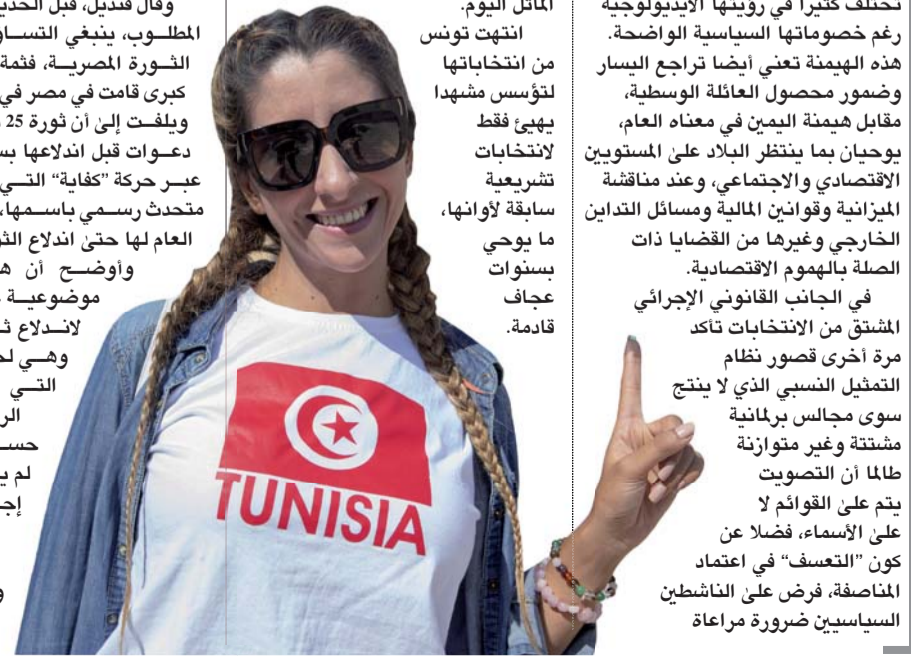 تختلف كثيرا في رؤيتها الأيديولوجية
رغم خصوماتها السياسية الواضحة.
هذه الهيمنة تعني أيضا تراجع اليسار
وضمور محصول العائلة الوسطية،
مقابل هيمنة اليمين في معناه العام،
يوحيان بما ينتظر البلاد على المستويين
الاقتصادي والاجتماعي، وعند مناقشة
الميزانية وقوانين المالية ومسائل التداين
الخارجي وغيرها من القضايا ذات
الصلة بالهموم الاقتصادية.
في الجانب القانوني الإجرائي
المشتق من الانتخابات تأكد
مرة أخرى قصور نظام
التمثيل النسبي الذي لا ينتج
سوى مجالس برلمانية
مشتتة وغير متوازنة
طالما أن التصويت
يتم على القوائم لا
على الأسماء، فضلا عن
كون ”التعسف“ في اعتماد
المناصفة، فرض على الناشطين
السياسيين ضرورة مراعاة
الماثل اليوم.
انتهت تونس
من انتخاباتها
لتؤسس مشهدا
يهيئ فقط
لانتخابات
تشريعية
سابقة لأوانها،
ما يوحي
بسنوات
عجاف
قادمة.
TUNISIA
وقال قنديل، قبل الحديث
المطلوب، ينبغي
الثورة المصرية، فثمة
كبرى قامت في مصر في
ويلفت إلى أن ثورة 25
دعوات قبل اندلاعها
عبر حركة ”كفاية“ التي
متحدث رسمي باسمها،
العام لها حتى اندلاع
وأوضح أن
موضوعية
لاندلاع
وهي
التي
لم